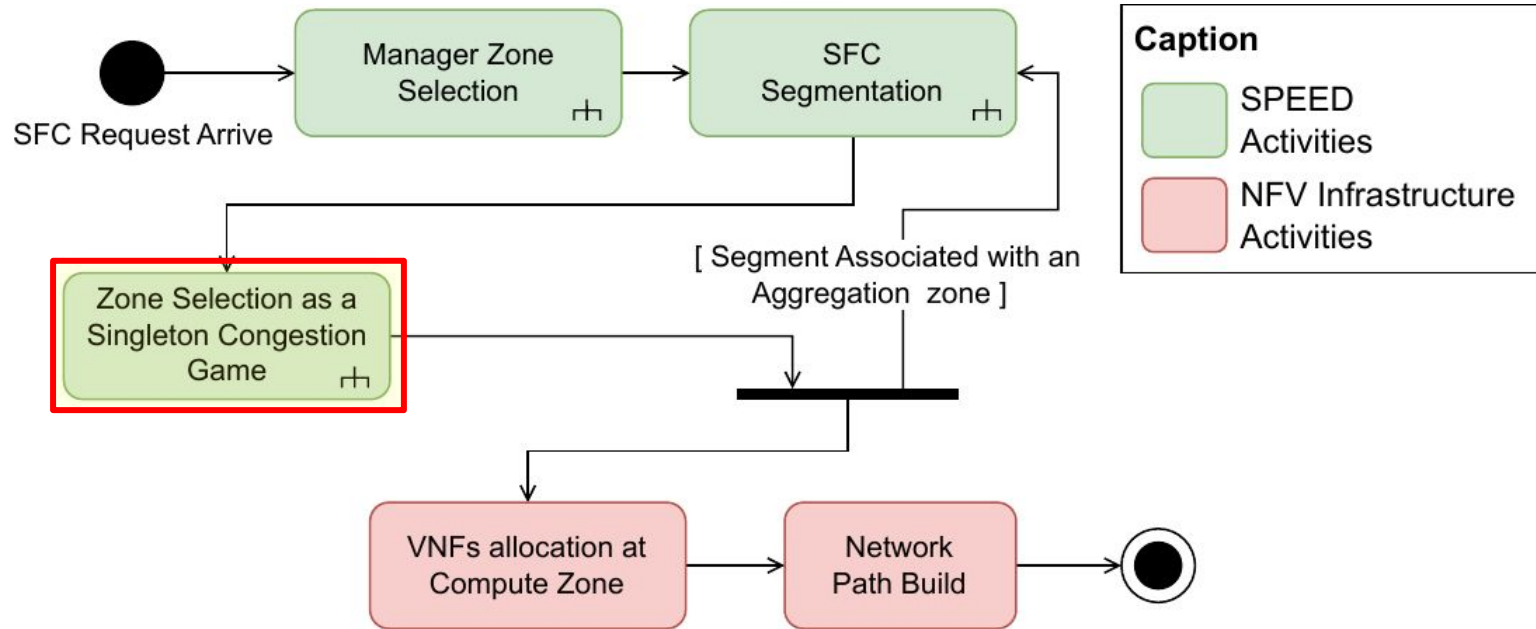 Manager Zone
Selection
SFC
Segmentation
SFC Request Arrive
Caption
SPEED
Activities
NFV Infrastructure
Activities
[ Segment Associated with an
Aggregation zone ]
Zone Selection as a
Singleton Congestion
Game
VNFs allocation at
Compute Zone
Network
Path Build